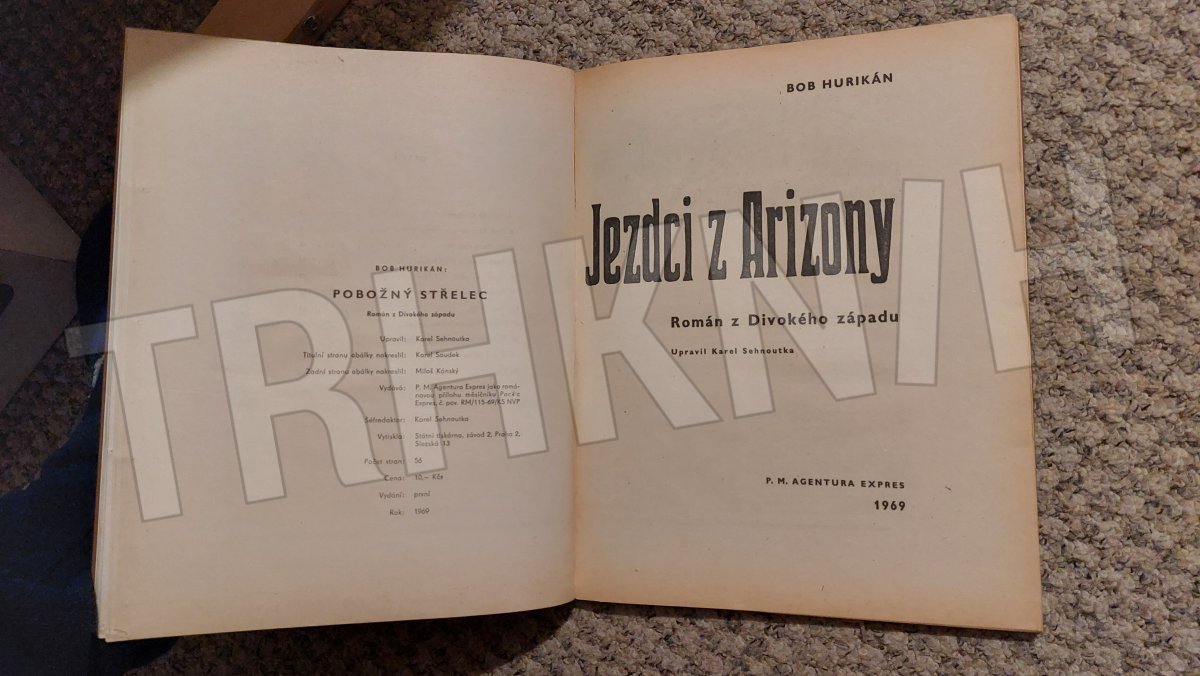 BOB HURIKÁN:
POBOŽNÝ STŘELEC
Román z Divokého západu
Upravil: Karel Sehnoutka
Titulní stranu obálky nakreslil: Karel Saudek
Zadní stranu obálky nakreslil: Miloš Kánský
Vydává: P. M. Agentura Expres jako romá-
novou přílohu měsíčníku Pack's
Expres, č. pov. RM/115-69/KS NVP
Šéfredaktor: Karel Sehnoutka
Vytiskla: Státní tiskárna, závod 2, Praha 2,
Slezská 13
Počet stran: 56
Cena: 10,– Kčs
Vydání: první
Rok: 1969
BOB HURIKÁN
Jezdci z Arizony
Román z Divokého západu
Upravil Karel Sehnoutka
P. M. AGENTURA EXPRES
1969
TRHKNIH